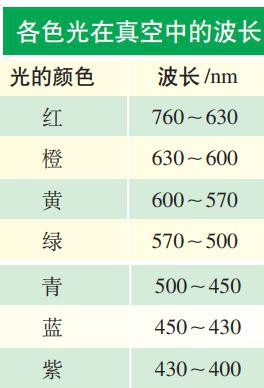 各色光在真空中的波长
光的颜色 波长/nm
红 760～630
橙 630～600
黄 600～570
绿 570～500
青 500～450
蓝 450～430
紫 430～400